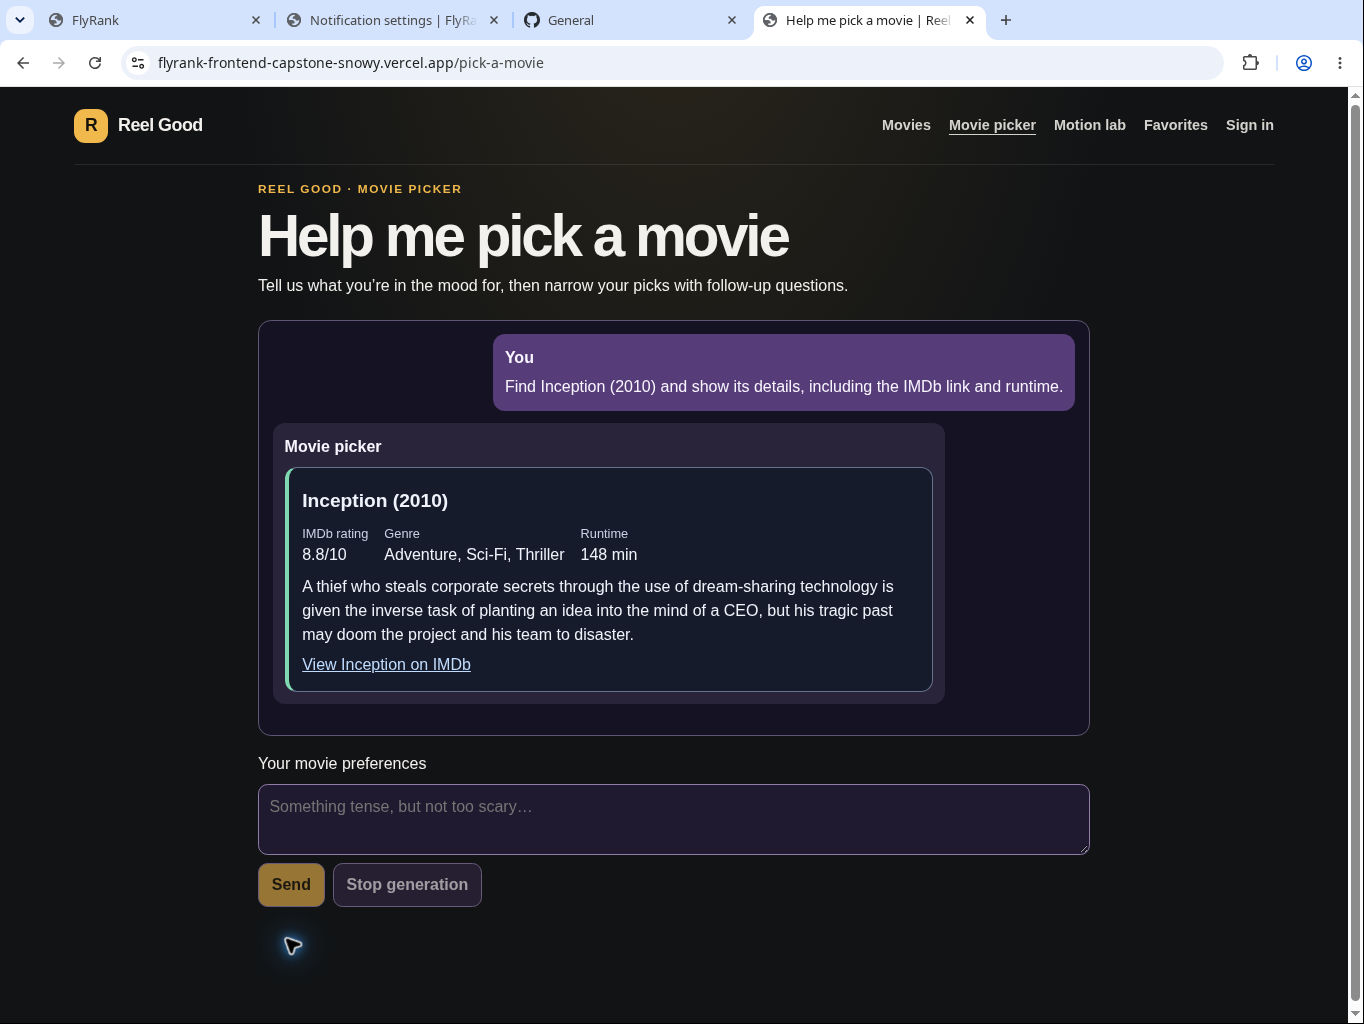 FlyRank
Notification settings | FlyRa
General
Help me pick a movie | Reel
flyrank-frontend-capstone-snowy.vercel.app/pick-a-movie
R
Reel Good
Movies
Movie picker
Motion lab
Favorites
Sign in
REEL GOOD · MOVIE PICKER
Help me pick a movie
Tell us what you’re in the mood for, then narrow your picks with follow-up questions.
You
Find Inception (2010) and show its details, including the IMDb link and runtime.
Movie picker
Inception (2010)
IMDb rating
8.8/10
Genre
Adventure, Sci-Fi, Thriller
Runtime
148 min
A thief who steals corporate secrets through the use of dream-sharing technology is
given the inverse task of planting an idea into the mind of a CEO, but his tragic past
may doom the project and his team to disaster.
View Inception on IMDb
Your movie preferences
Something tense, but not too scary…
Send
Stop generation